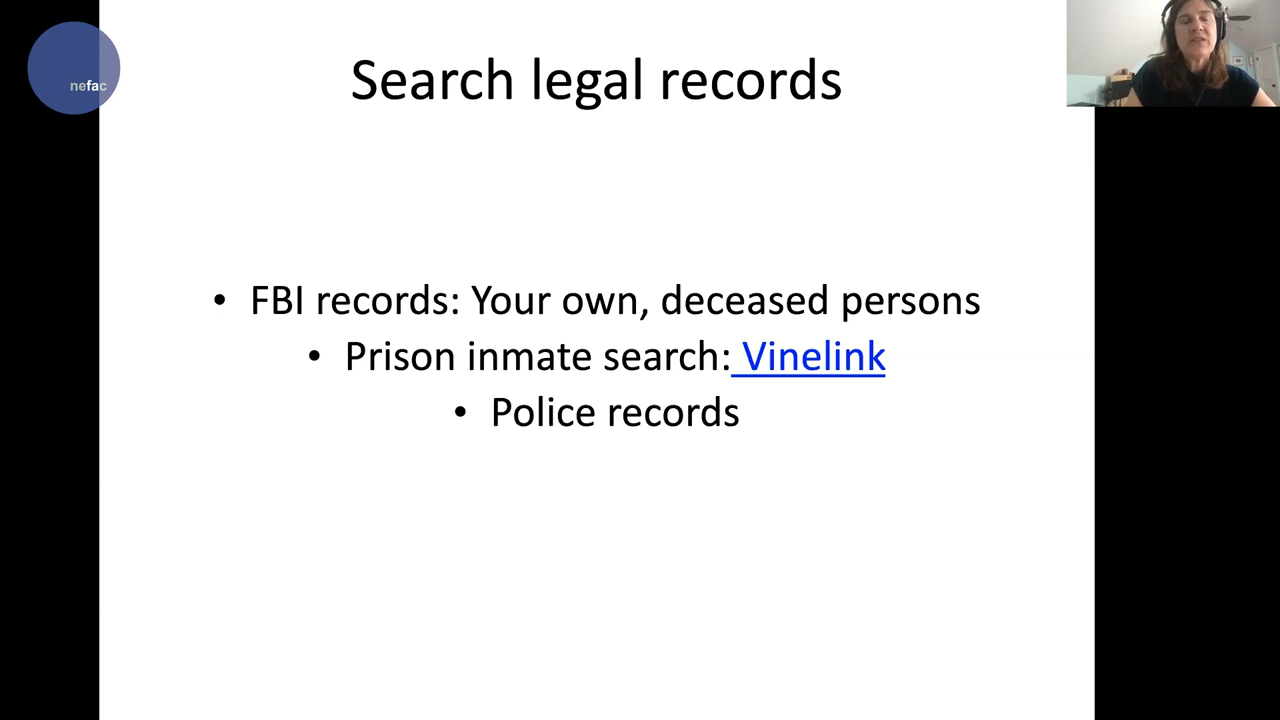 nefac
Search legal records
• FBI records: Your own, deceased persons
• Prison inmate search: Vinelink
• Police records